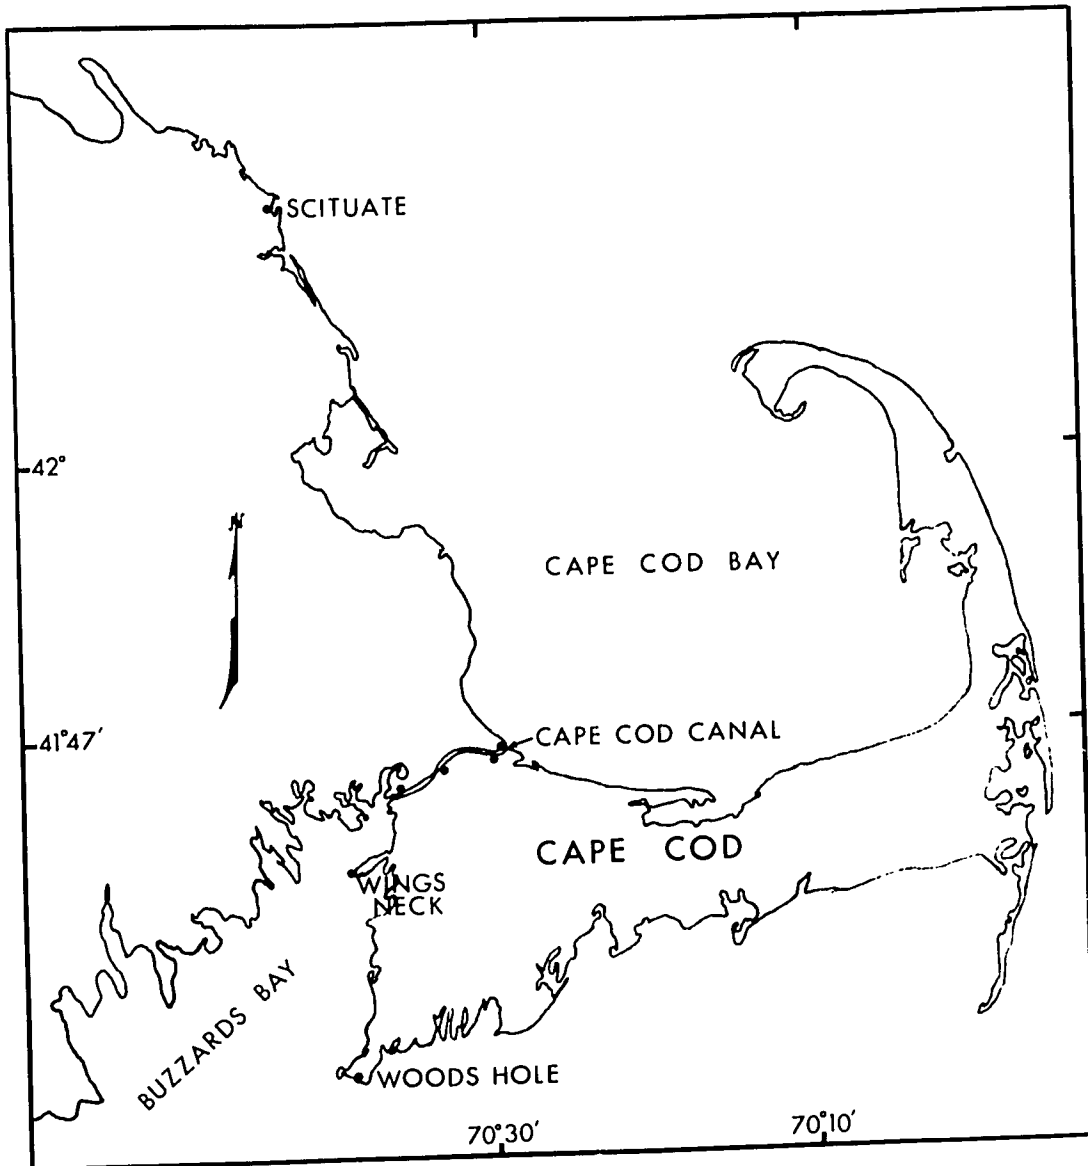 SCITUATE
42°
N
CAPE COD BAY
41°47'
CAPE COD CANAL
CAPE COD
WINGS
NECK
BUZZARDS BAY
WOODS HOLE
70°30'
70°10'